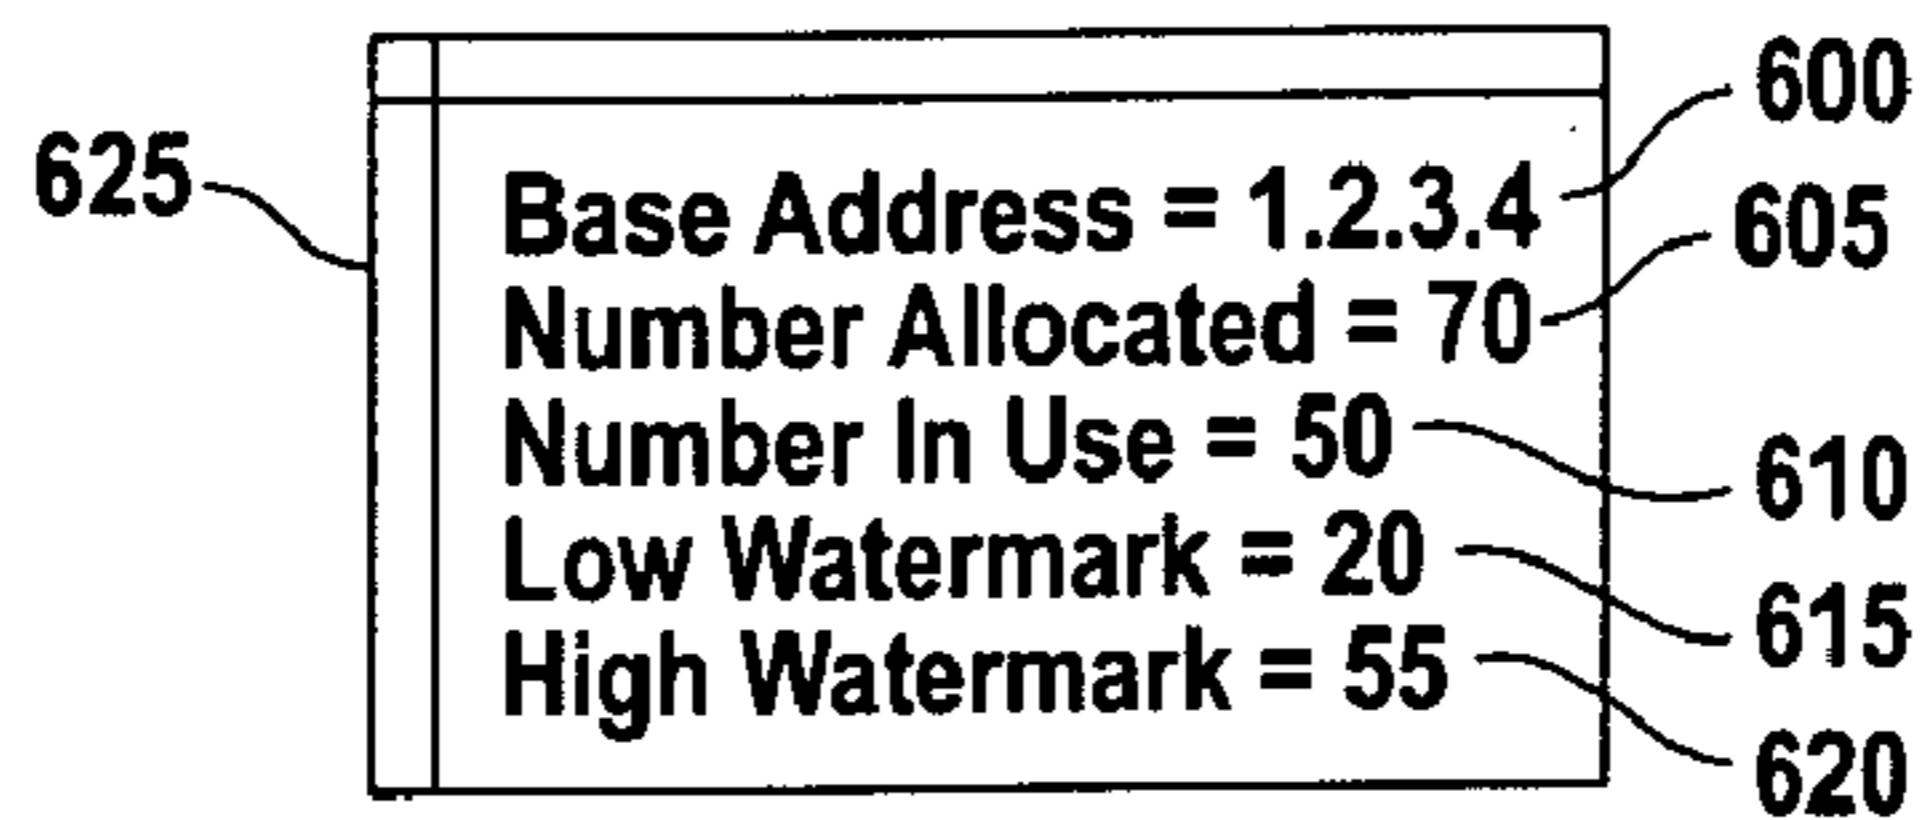 600
625
Base Address = 1.2.3.4
605
Number Allocated = 70
Number In Use = 50
610
Low Watermark = 20
615
High Watermark = 55
620